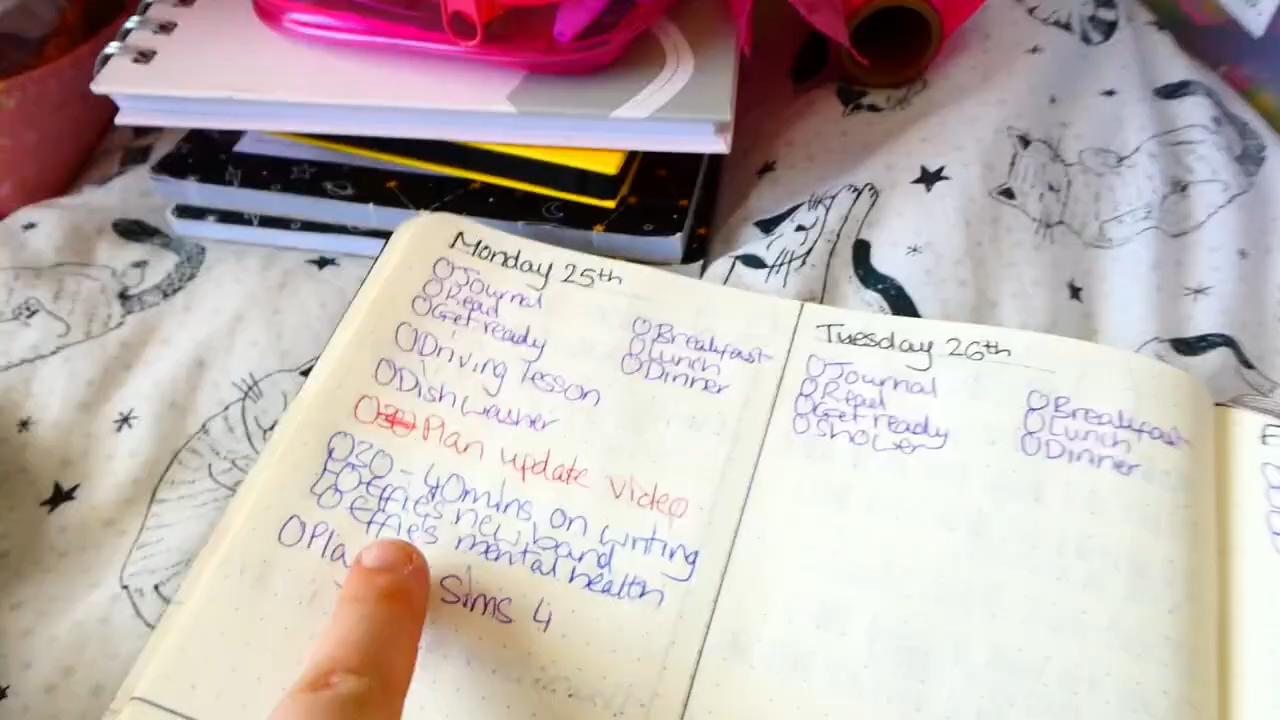 Monday 25th
O Journal
O Read
O Get ready
O Driving lesson
O Dishwasher
O Plan update video
O 20-40mins on writing
O Effie's new band
O Effie's mental health
Sims 4
O Breakfast
O Lunch
O Dinner
Tuesday 26th
O Journal
O Read
O Get ready
O Shower
O Breakfast
O Lunch
O Dinner